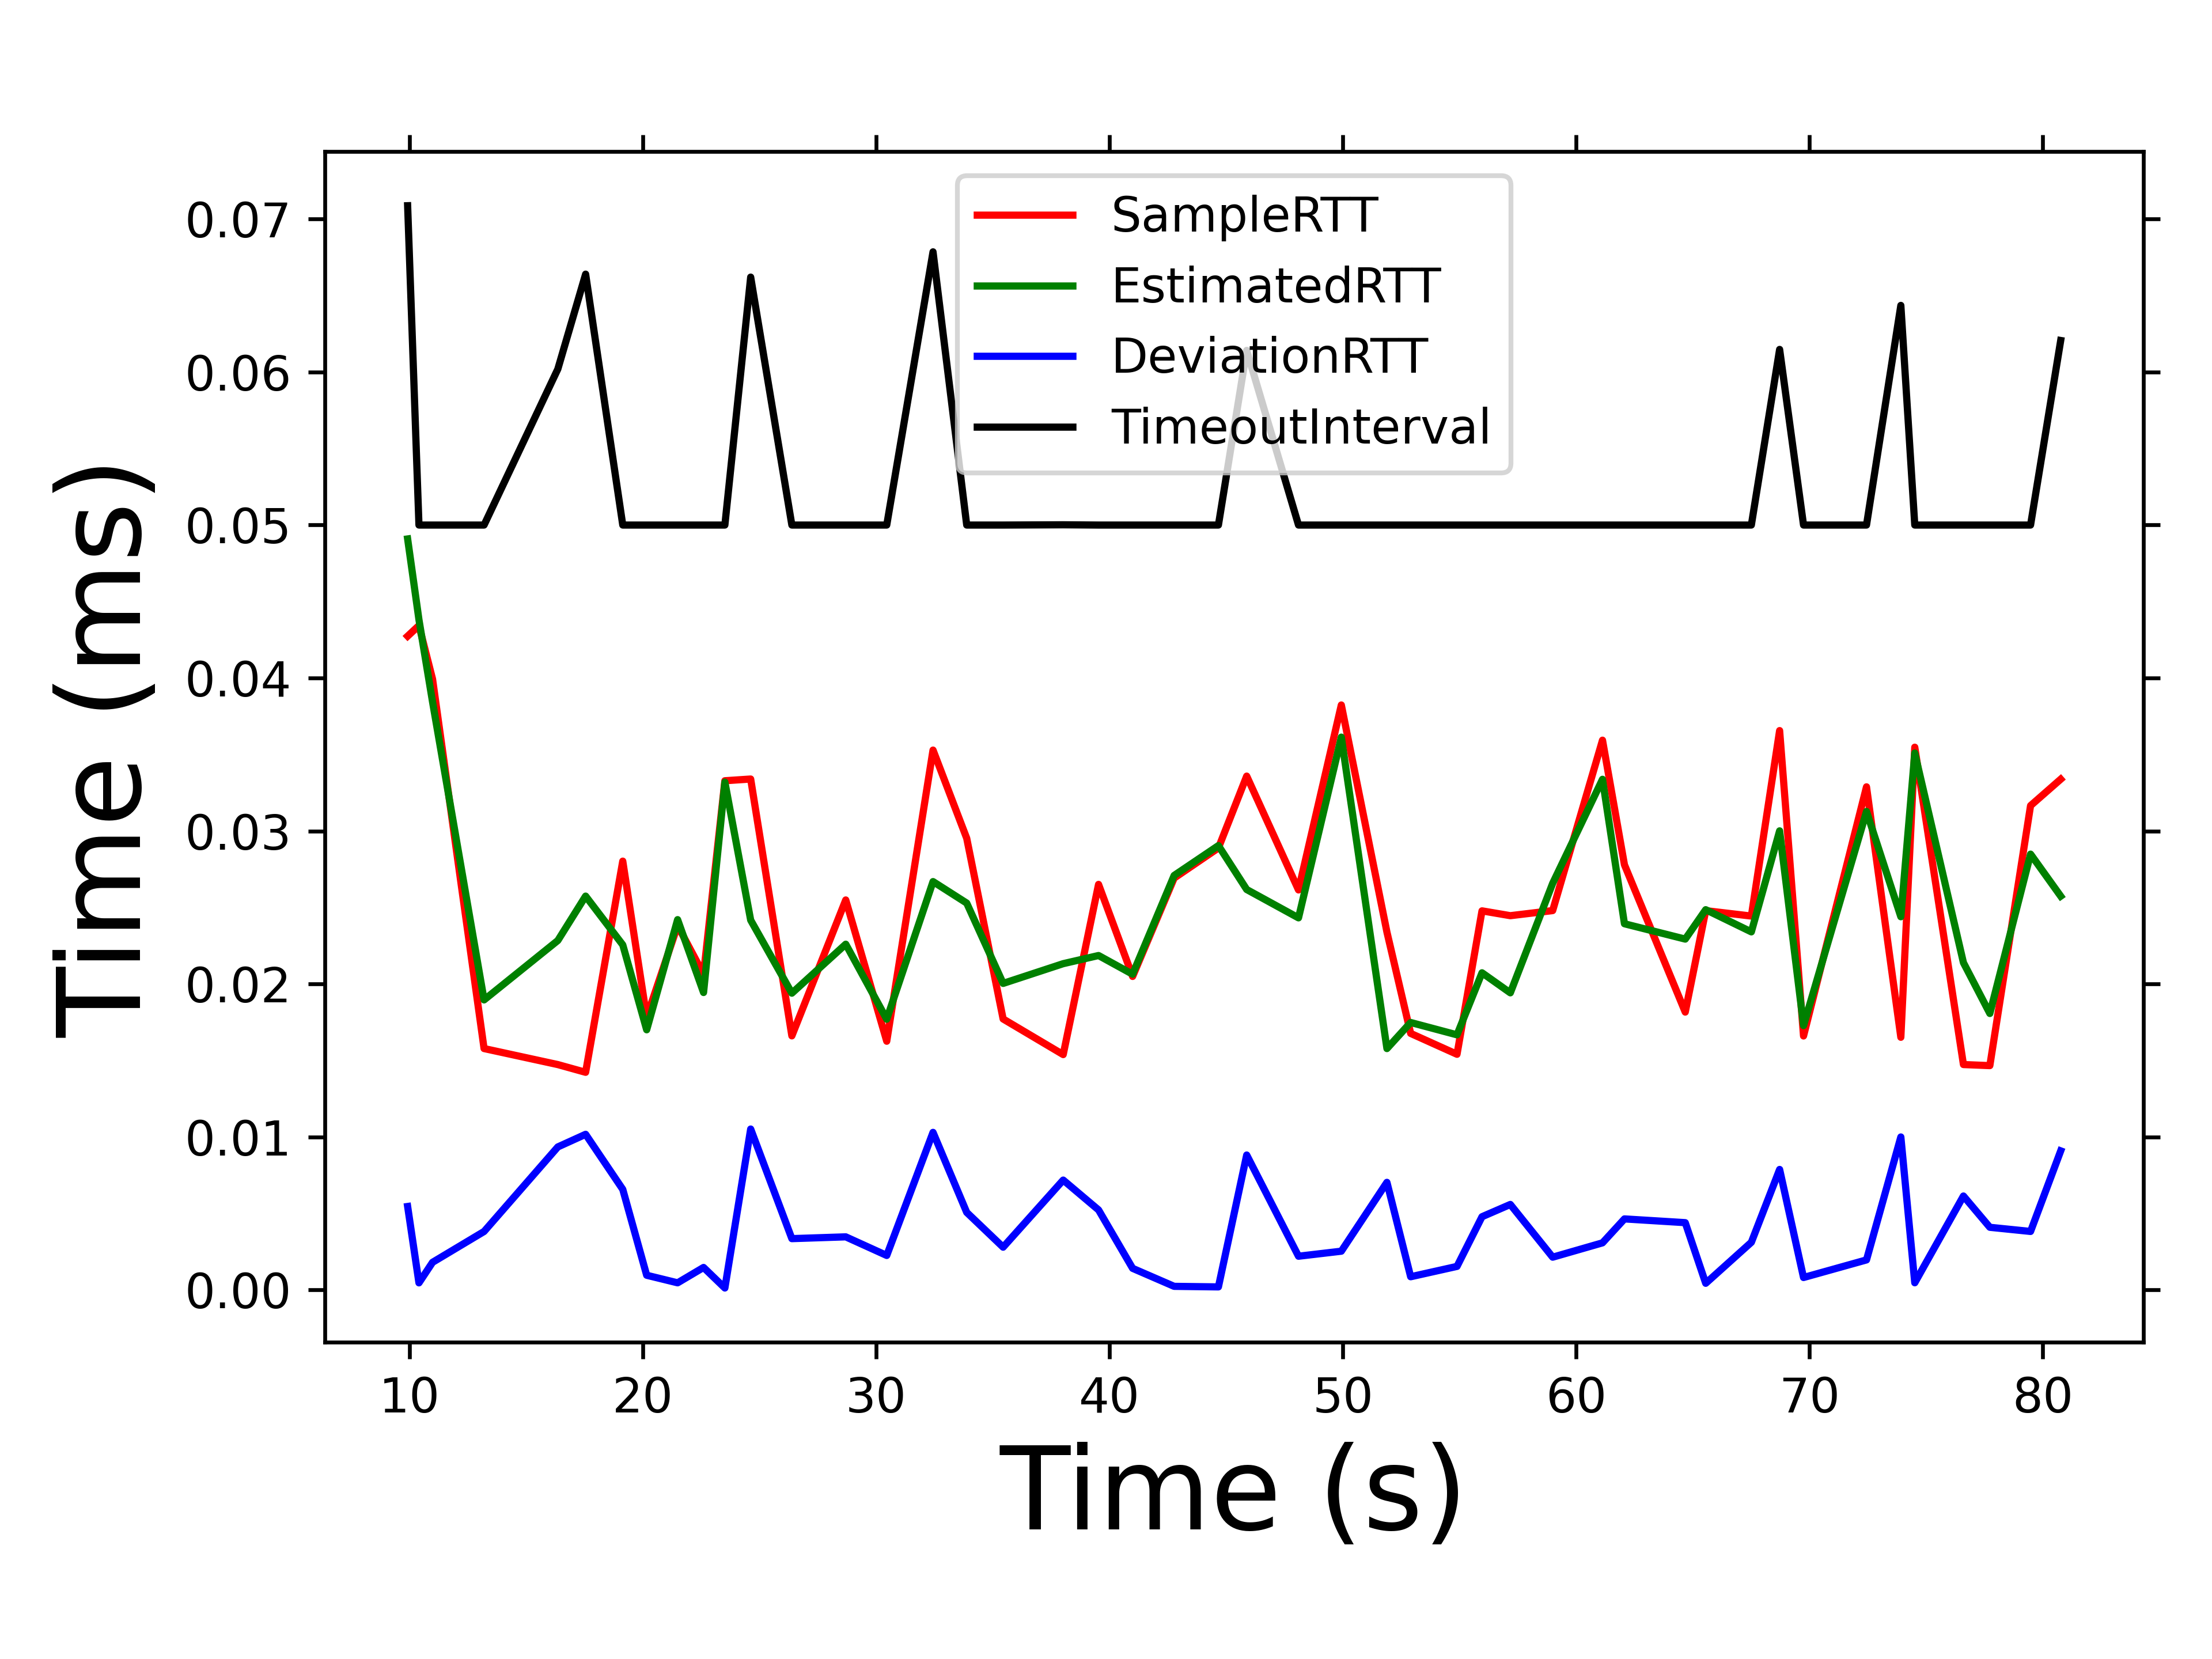 SampleRTT
EstimatedRTT
DeviationRTT
TimeoutInterval
Time (ms)
0.07
0.06
0.05
0.04
0.03
0.02
0.01
0.00
10 20 30 40 50 60 70 80
Time (s)